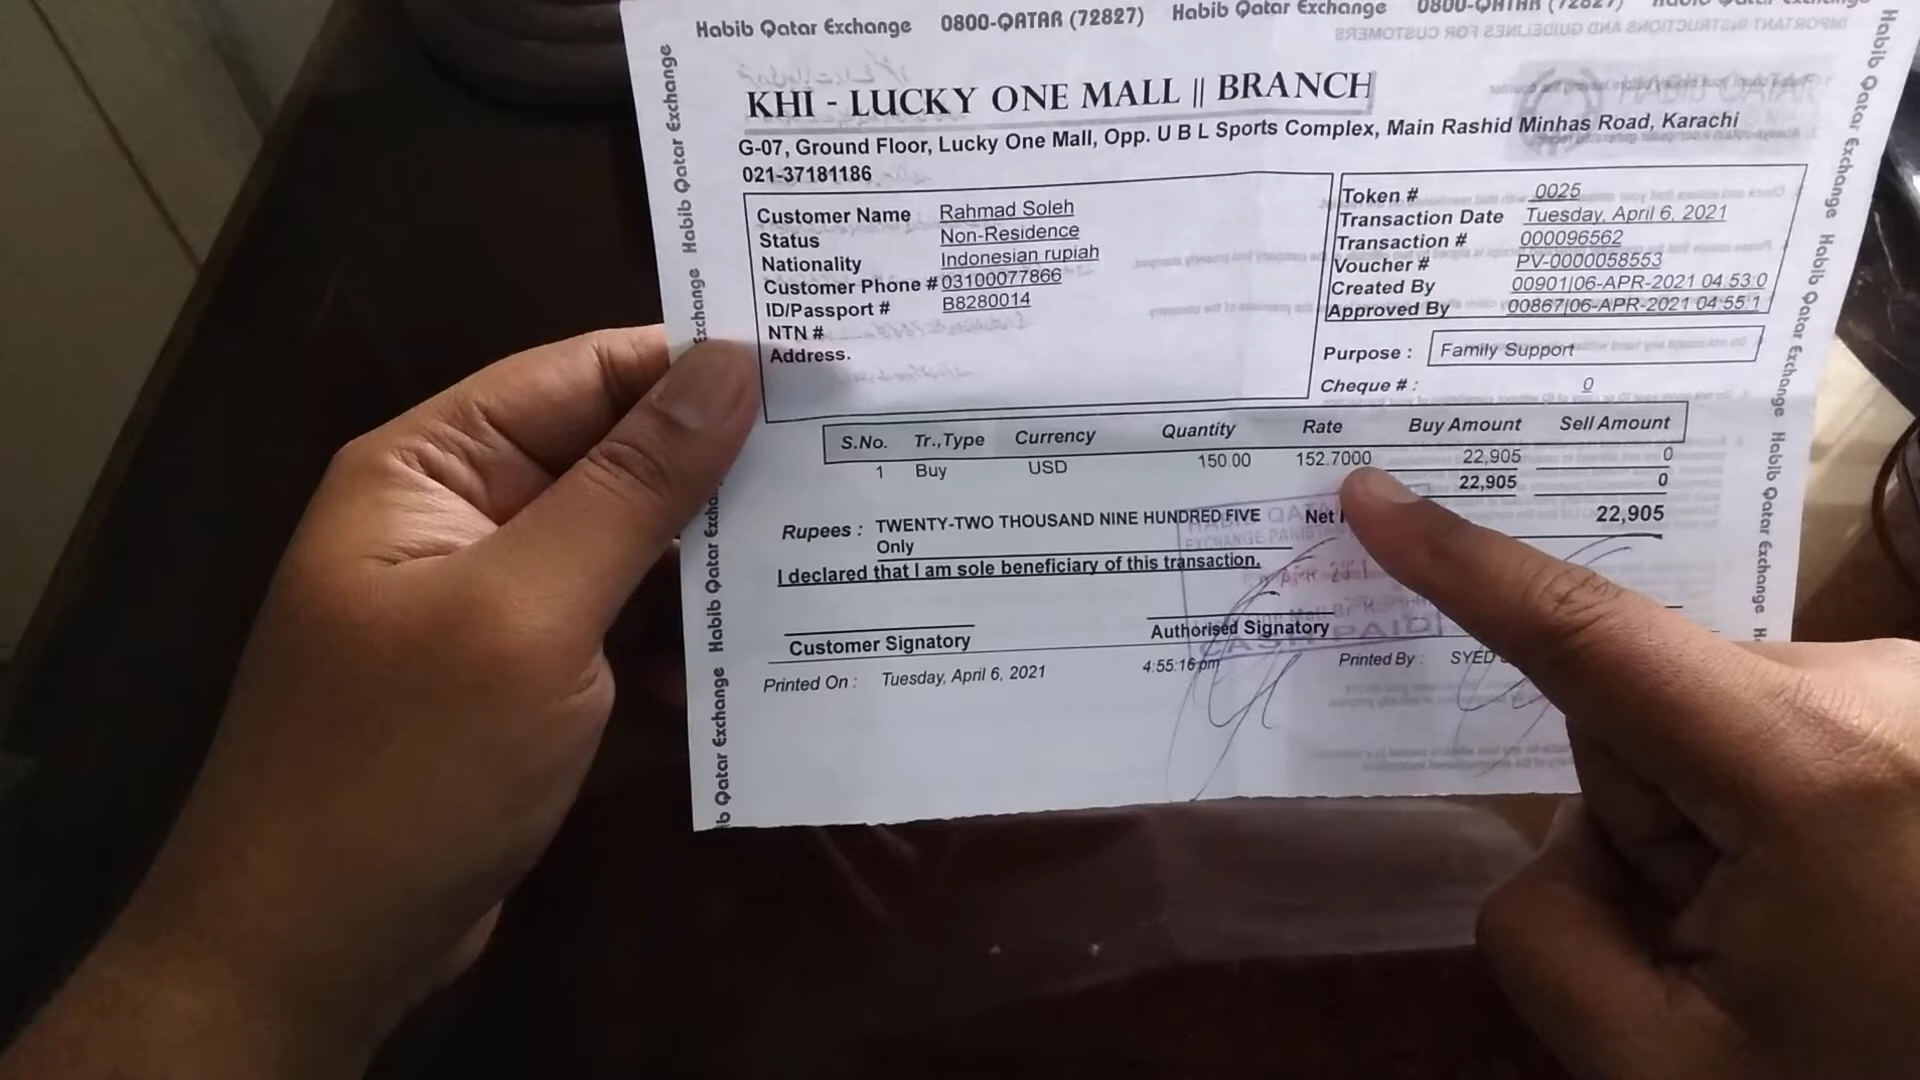 Habib Qatar Exchange 0800-QATAR (72827) Habib Qatar Exchange 0800-QATAR (72827)
KHI - LUCKY ONE MALL || BRANCH
G-07, Ground Floor, Lucky One Mall, Opp. U B L Sports Complex, Main Rashid Minhas Road, Karachi
021-37181186
Customer Name Rahmad Soleh
Status Non-Residence
Nationality Indonesian rupiah
Customer Phone # 03100077866
ID/Passport # B8280014
NTN #
Address.
Token # 0025
Transaction Date Tuesday, April 6, 2021
Transaction # 000096562
Voucher # PV-0000058553
Created By 00901|06-APR-2021 04:53:0
Approved By 00867|06-APR-2021 04:55:1
Purpose : Family Support
Cheque # : 0
S.No. Tr.,Type Currency Quantity Rate Buy Amount Sell Amount
1 Buy USD 150.00 152.7000 22,905 0
22,905 0
Rupees : TWENTY-TWO THOUSAND NINE HUNDRED FIVE Net 22,905
Only
I declared that I am sole beneficiary of this transaction.
Customer Signatory Authorised Signatory
Printed On : Tuesday, April 6, 2021 4:55:16 pm Printed By : SYED
CASH PAID
Habib Qatar Exchange Habib Qatar Exchange Habib Qatar Exchange
Habib Qatar Exchange Habib Qatar Exchange Habib Qatar Exchange